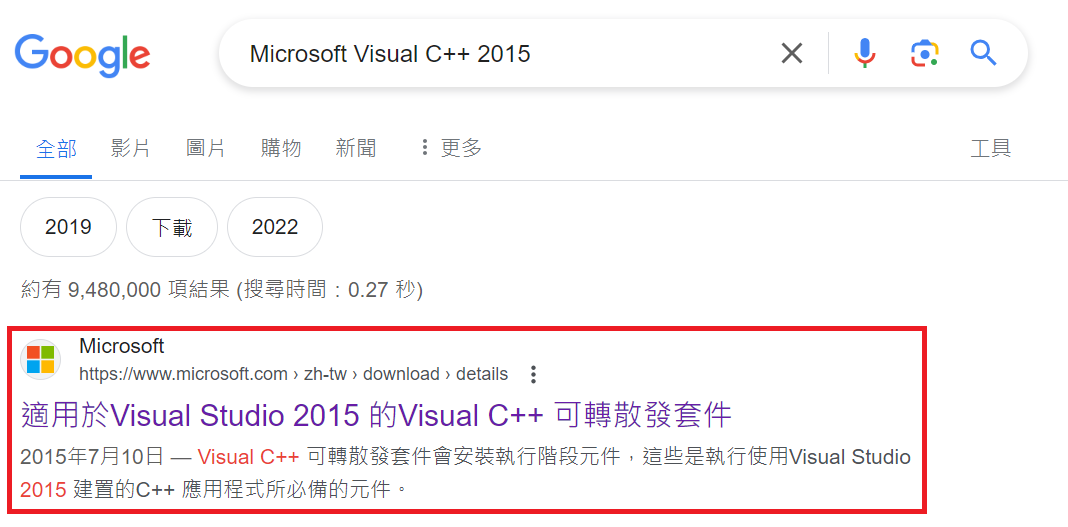 Google
Microsoft Visual C++ 2015
全部 影片 圖片 購物 新聞 更多 工具
2019 下載 2022
約有 9,480,000 項結果 (搜尋時間：0.27 秒)
Microsoft
https://www.microsoft.com › zh-tw › download › details
適用於Visual Studio 2015 的Visual C++ 可轉散發套件
2015年7月10日 — Visual C++ 可轉散發套件會安裝執行階段元件，這些是執行使用Visual Studio
2015 建置的C++ 應用程式所必備的元件。